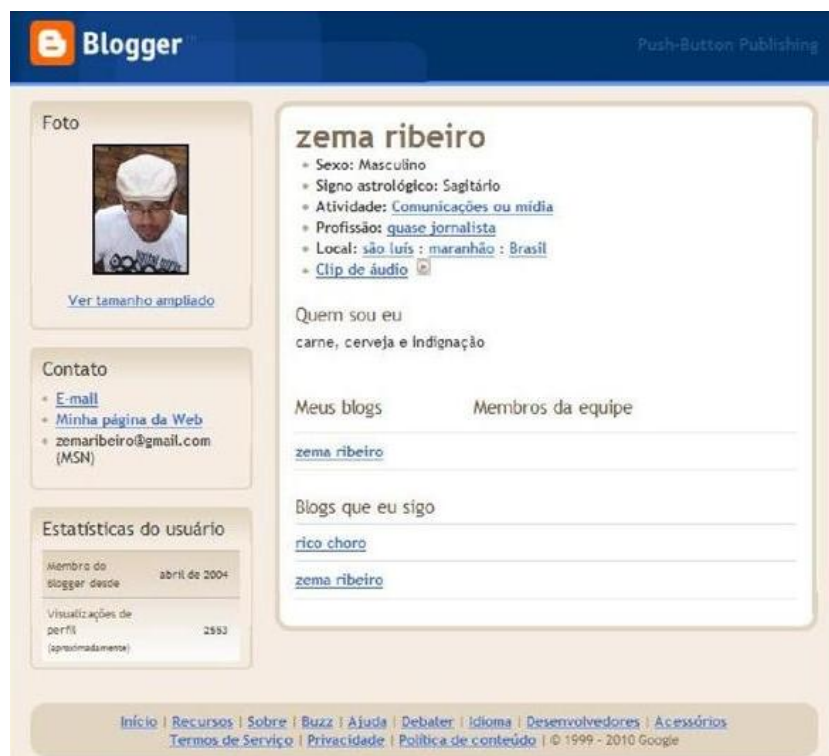 Blogger
Push-Button Publishing
Foto
Ver tamanho ampliado
Contato
E-mail
Minha página da Web
zemaribeiro@gmail.com
(MSN)
Estatísticas do usuário
Membro do
Blogger desde
abril de 2004
Visualizações de
perfil
(aproximadamente)
2553
zema ribeiro
Sexo: Masculino
Signo astrológico: Sagitário
Atividade: Comunicações ou mídia
Profissão: quase jornalista
Local: são luís : maranhão : Brasil
Clip de áudio
Quem sou eu
carne, cerveja e indignação
Meus blogs
Membros da equipe
zema ribeiro
Blogs que eu sigo
rico choro
zema ribeiro
Início | Recursos | Sobre | Buzz | Ajuda | Debater | Idioma | Desenvolvedores | Acessórios
Termos de Serviço | Privacidade | Política de conteúdo | © 1999 - 2010 Google